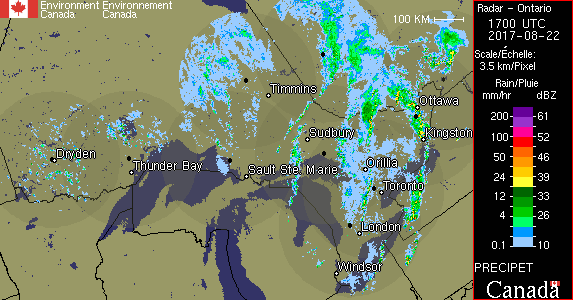 Environment Environnement
Canada Canada
100 KM
Timmins
Ottawa
Sudbury
Kingston
Dryden
Thunder Bay
Sault Ste. Marie
Orillia
Toronto
London
Windsor
Radar - Ontario
1700 UTC
2017-08-22
Scale/Échelle:
3.5 km/Pixel
Rain/Pluie
mm/hr dBZ
200 61
100 52
50 46
24 39
12 33
4 26
0.1 10
PRECIPET
Canada